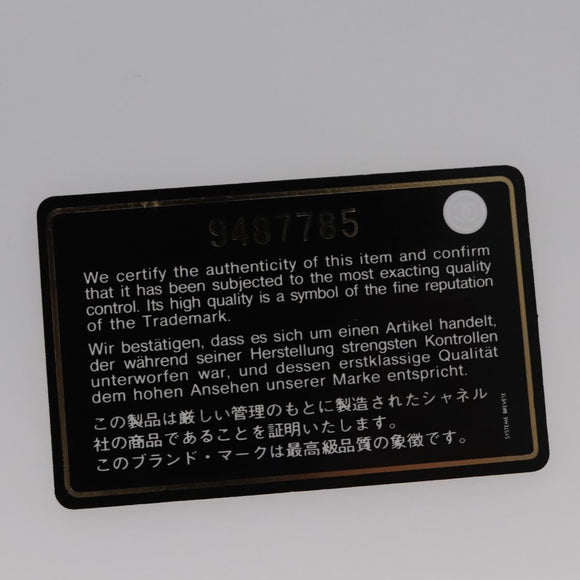 9487785
We certify the authenticity of this item and confirm
that it has been subjected to the most exacting quality
control. Its high quality is a symbol of the fine reputation
of the Trademark.
Wir bestätigen, dass es sich um einen Artikel handelt,
der während seiner Herstellung strengsten Kontrollen
unterworfen war, und dessen erstklassige Qualität
dem hohen Ansehen unserer Marke entspricht.
この製品は厳しい管理のもとに製造されたシャネル
社の商品であることを証明いたします。
このブランド・マークは最高級品質の象徴です。
SYSTEME BREVETE